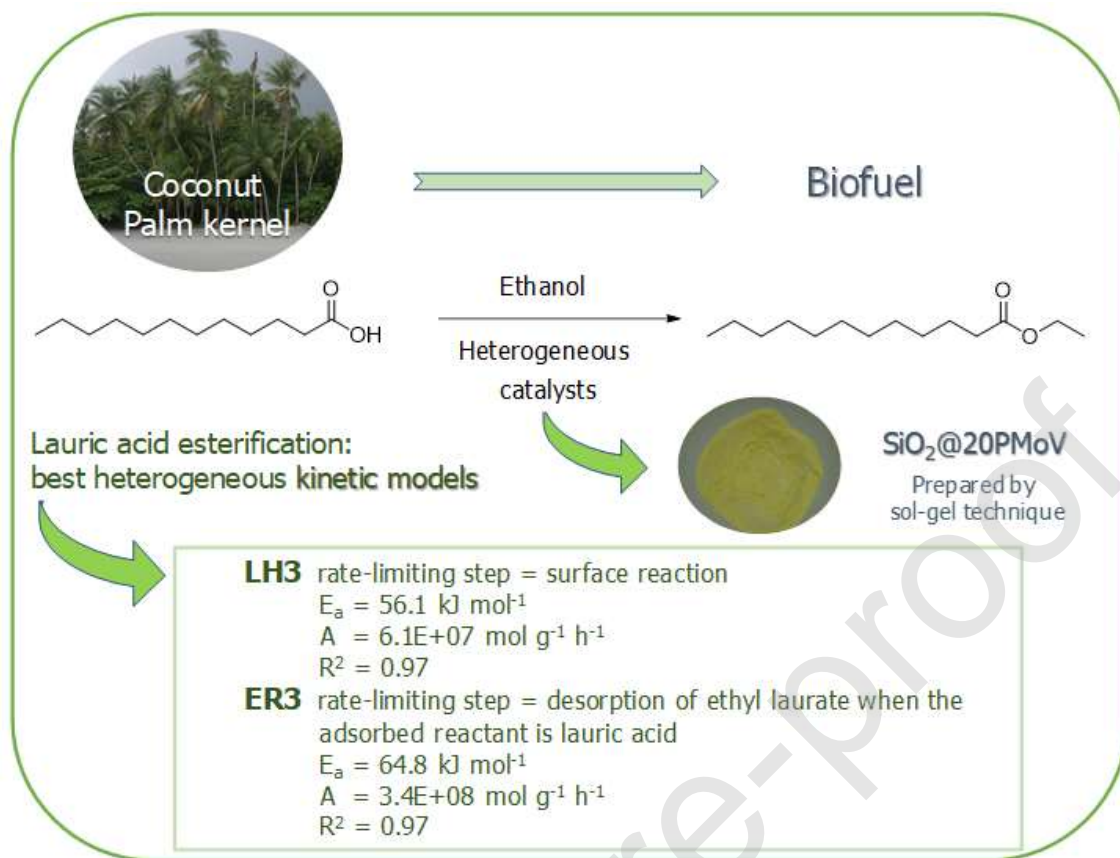 Coconut
Palm kernel
Biofuel
O
OH
Ethanol
Heterogeneous
catalysts
O
O
Lauric acid esterification:
best heterogeneous kinetic models
SiO₂@20PMoV
Prepared by
sol-gel technique
LH3 rate-limiting step = surface reaction
Eₐ = 56.1 kJ mol⁻¹
A = 6.1E+07 mol g⁻¹ h⁻¹
R² = 0.97
ER3 rate-limiting step = desorption of ethyl laurate when the
adsorbed reactant is lauric acid
Eₐ = 64.8 kJ mol⁻¹
A = 3.4E+08 mol g⁻¹ h⁻¹
R² = 0.97
re-proof